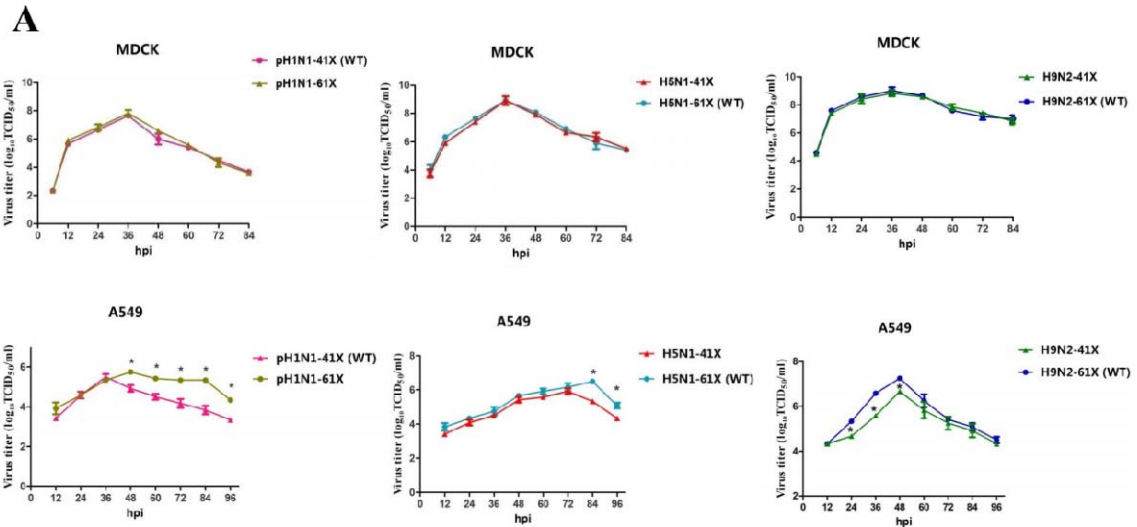 A
MDCK
pH1N1-41X (WT)
pH1N1-61X
Virus titer (log₁₀TCID₅₀/ml)
10
8
6
4
2
0
0 12 24 36 48 60 72 84
hpi
MDCK
H5N1-41X
H5N1-61X (WT)
Virus titer (log₁₀TCID₅₀/ml)
10
8
6
4
2
0 12 24 36 48 60 72 84
hpi
MDCK
H9N2-41X
H9N2-61X (WT)
Virus titer (log₁₀TCID₅₀/ml)
10
8
6
4
2
0
0 12 24 36 48 60 72 84
hpi
A549
pH1N1-41X (WT)
pH1N1-61X
Virus titer (log₁₀TCID₅₀/ml)
6
4
2
0
* * * * *
0 12 24 36 48 60 72 84 96
hpi
A549
H5N1-41X
H5N1-61X (WT)
Virus titer (log₁₀TCID₅₀/ml)
8
6
4
2
0
* *
0 12 24 36 48 60 72 84 96
hpi
A549
H9N2-41X
H9N2-61X (WT)
Virus titer (log₁₀TCID₅₀/ml)
8
6
4
2
* * *
0 12 24 36 48 60 72 84 96
hpi